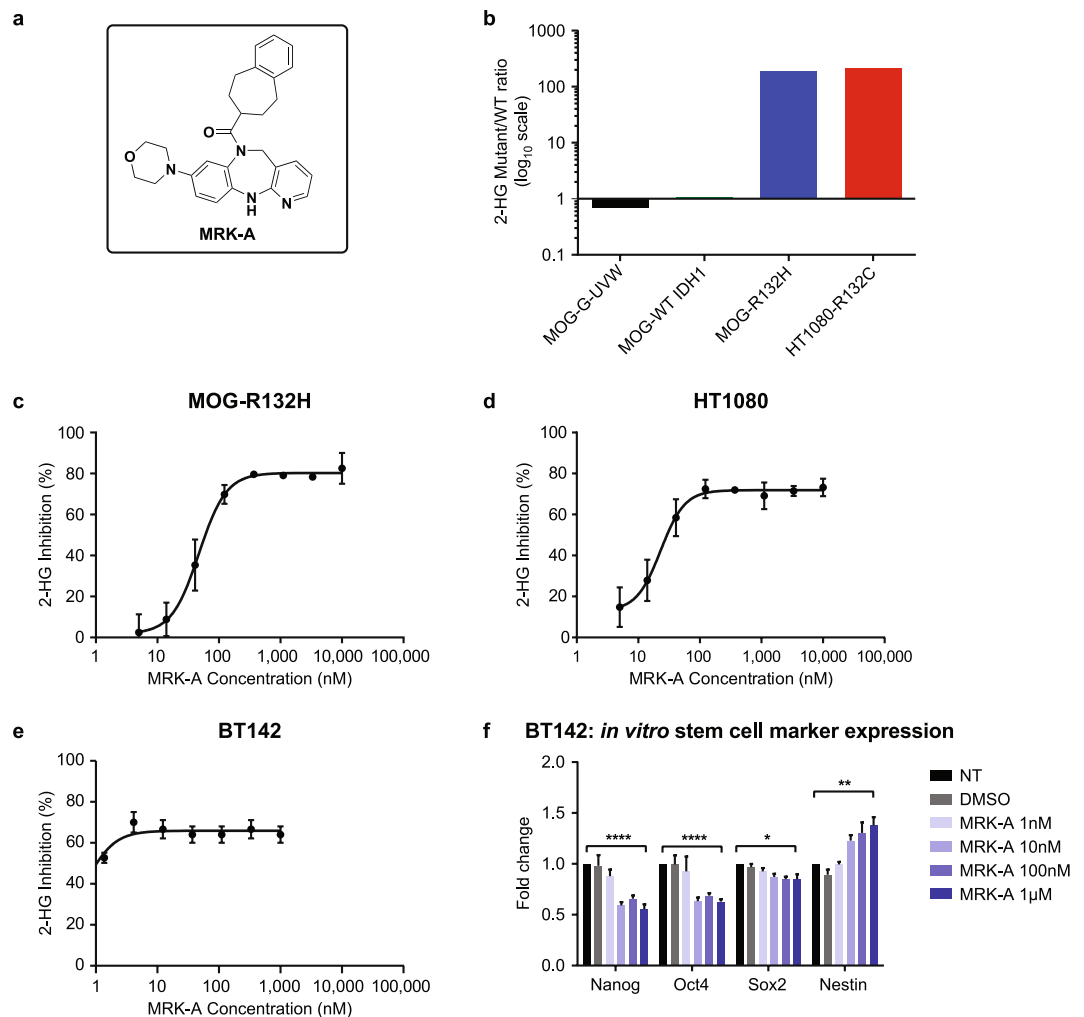 a
O
N
O
N
N
H
N
MRK-A
b
2-HG Mutant/WT ratio
(log10 scale)
1000
100
10
1
0.1
MOG-G-UVW
MOG-WT IDH1
MOG-R132H
HT1080-R132C
c
MOG-R132H
2-HG Inhibition (%)
100
80
60
40
20
0
1 10 100 1,000 10,000 100,000
MRK-A Concentration (nM)
d
HT1080
2-HG Inhibition (%)
100
80
60
40
20
0
1 10 100 1,000 10,000 100,000
MRK-A Concentration (nM)
e
BT142
2-HG Inhibition (%)
100
80
60
40
20
0
1 10 100 1,000 10,000 100,000
MRK-A Concentration (nM)
f
BT142: in vitro stem cell marker expression
Fold change
2.0
1.5
1.0
0.5
0.0
****
****
*
**
Nanog Oct4 Sox2 Nestin
NT
DMSO
MRK-A 1nM
MRK-A 10nM
MRK-A 100nM
MRK-A 1µM